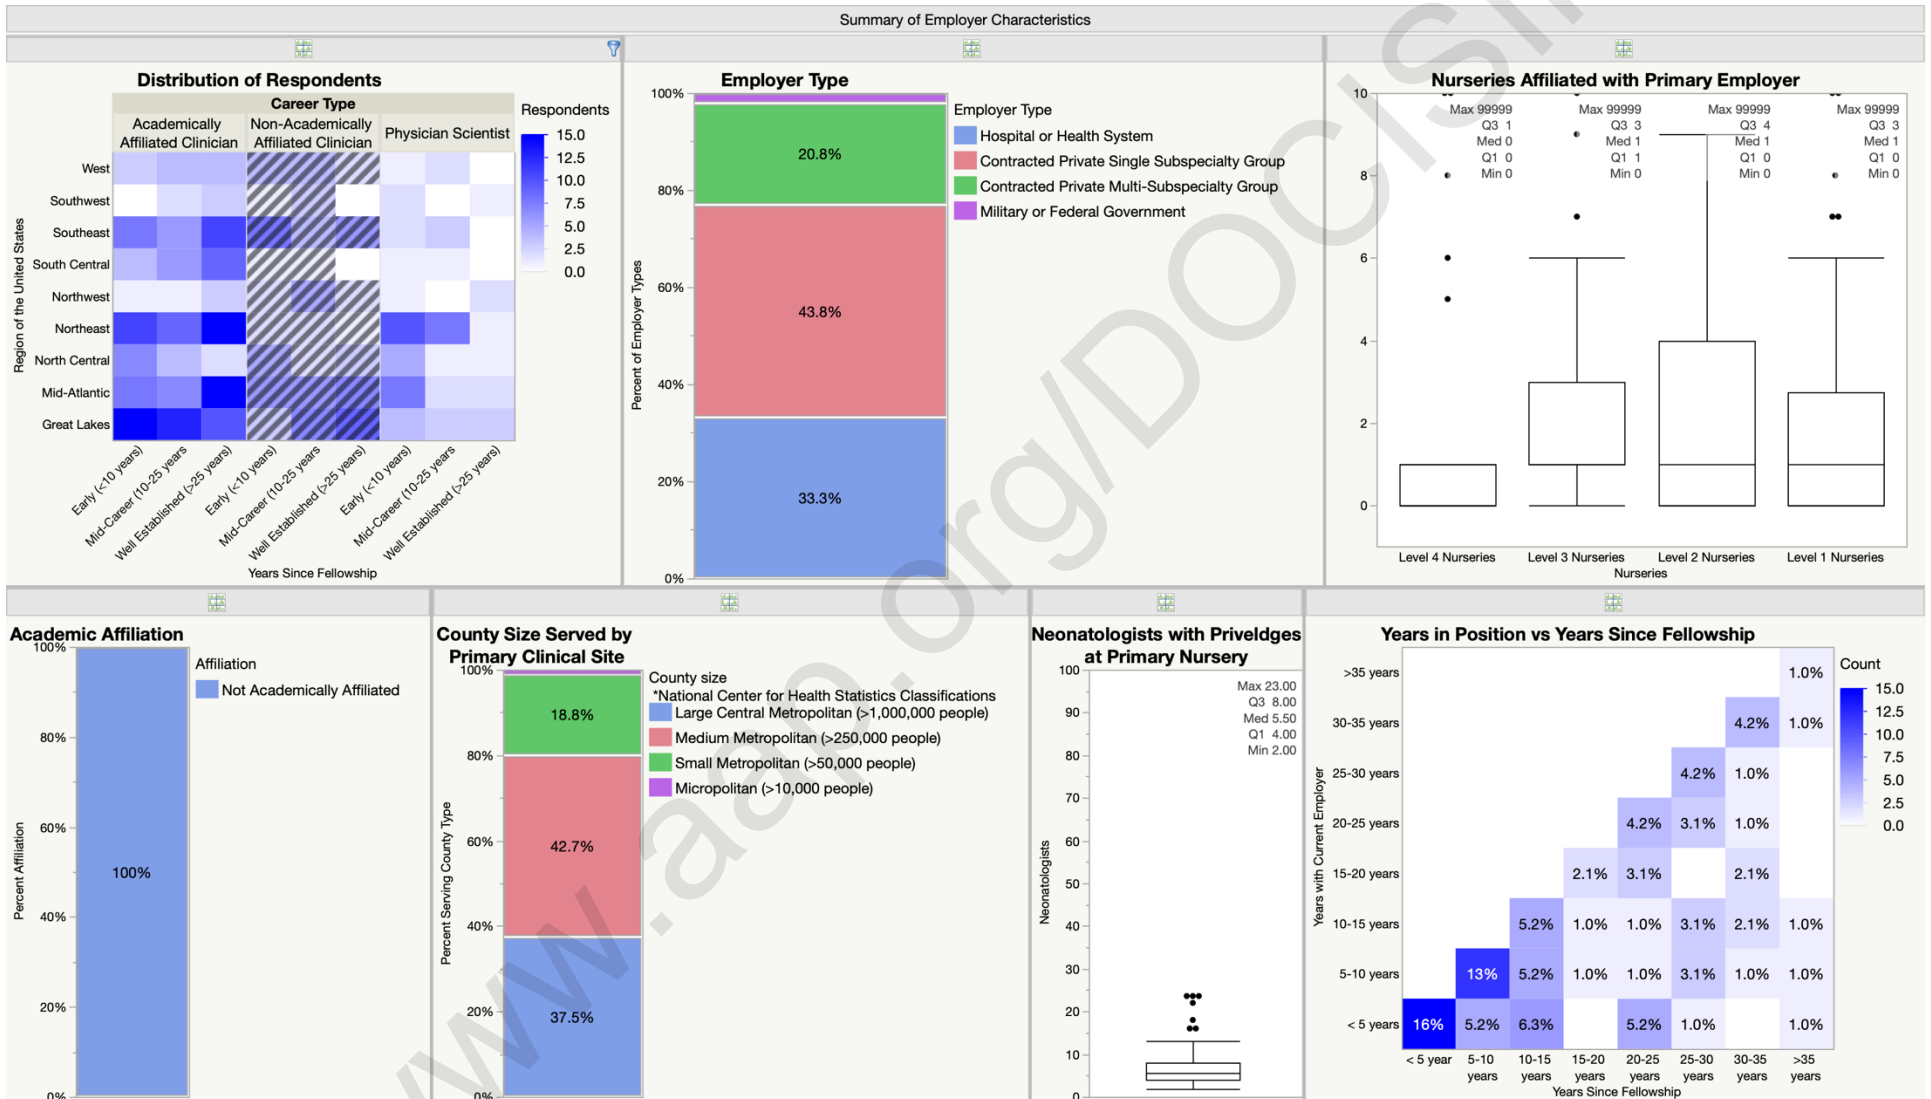 Summary of Employer Characteristics
Distribution of Respondents
Career Type
Academically
Affiliated Clinician
Non-Academically
Affiliated Clinician
Physician Scientist
Region of the United States
West
Southwest
Southeast
South Central
Northwest
Northeast
North Central
Mid-Atlantic
Great Lakes
Early (<10 years)
Mid-Career (10-25 years
Well Established (>25 years)
Early (<10 years)
Mid-Career (10-25 years
Well Established (>25 years)
Early (<10 years)
Mid-Career (10-25 years
Well Established (>25 years)
Years Since Fellowship
Respondents
15.0
12.5
10.0
7.5
5.0
2.5
0.0
Employer Type
Percent of Employer Types
100%
80%
60%
40%
20%
0%
20.8%
43.8%
33.3%
Employer Type
Hospital or Health System
Contracted Private Single Subspecialty Group
Contracted Private Multi-Subspecialty Group
Military or Federal Government
Nurseries Affiliated with Primary Employer
10
8
6
4
2
0
Max 99999
Q3 1
Med 0
Q1 0
Min 0
Max 99999
Q3 3
Med 1
Q1 1
Min 0
Max 99999
Q3 4
Med 1
Q1 0
Min 0
Max 99999
Q3 3
Med 1
Q1 0
Min 0
Level 4 Nurseries
Level 3 Nurseries
Level 2 Nurseries
Level 1 Nurseries
Nurseries
Academic Affiliation
Percent Affiliation
100%
80%
60%
40%
20%
0%
100%
Affiliation
Not Academically Affiliated
County Size Served by
Primary Clinical Site
Percent Serving County Type
100%
80%
60%
40%
20%
0%
18.8%
42.7%
37.5%
County size
*National Center for Health Statistics Classifications
Large Central Metropolitan (>1,000,000 people)
Medium Metropolitan (>250,000 people)
Small Metropolitan (>50,000 people)
Micropolitan (>10,000 people)
Neonatologists with Priveldges
at Primary Nursery
Neonatologists
100
90
80
70
60
50
40
30
20
10
0
Max 23.00
Q3 8.00
Med 5.50
Q1 4.00
Min 2.00
Years in Position vs Years Since Fellowship
Years with Current Employer
>35 years 1.0%
30-35 years 4.2% 1.0%
25-30 years 4.2% 1.0%
20-25 years 4.2% 3.1% 1.0%
15-20 years 2.1% 3.1% 2.1%
10-15 years 5.2% 1.0% 1.0% 3.1% 2.1% 1.0%
5-10 years 13% 5.2% 1.0% 1.0% 3.1% 1.0% 1.0%
< 5 years 16% 5.2% 6.3% 5.2% 1.0% 1.0%
< 5 year
5-10
years
10-15
years
15-20
years
20-25
years
25-30
years
30-35
years
>35
years
Years Since Fellowship
Count
15.0
12.5
10.0
7.5
5.0
2.5
0.0
www.aap.org/DOCISin